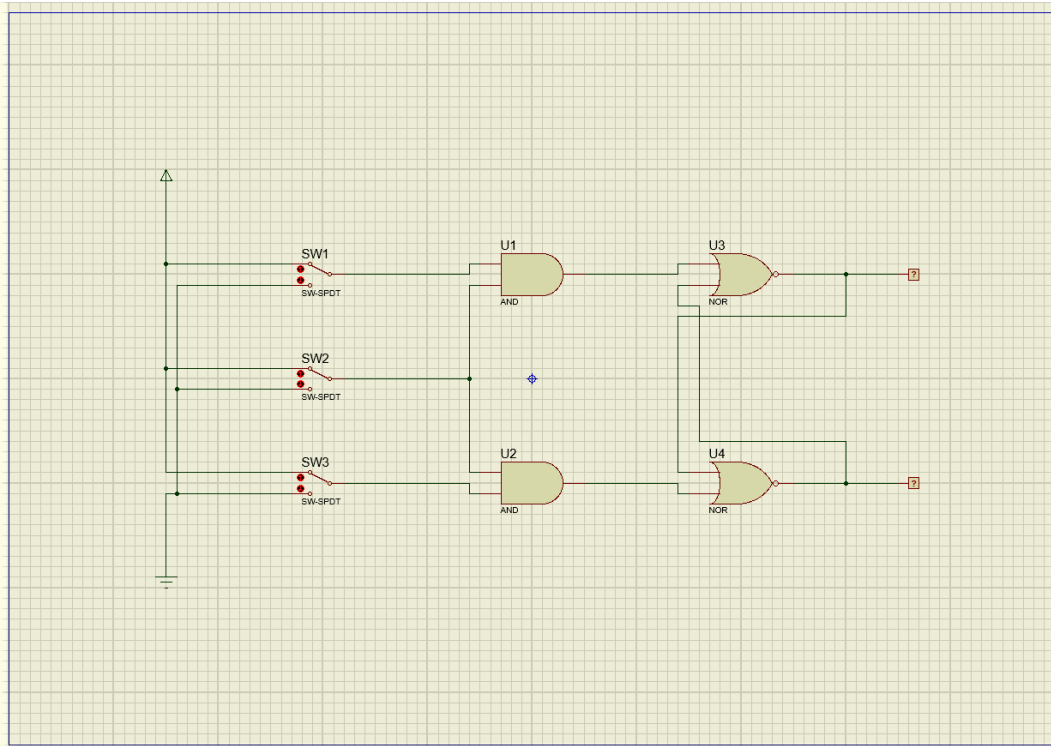 SW1
SW-SPDT
U1
AND
U3
NOR
?
SW2
SW-SPDT
SW3
SW-SPDT
U2
AND
U4
NOR
?